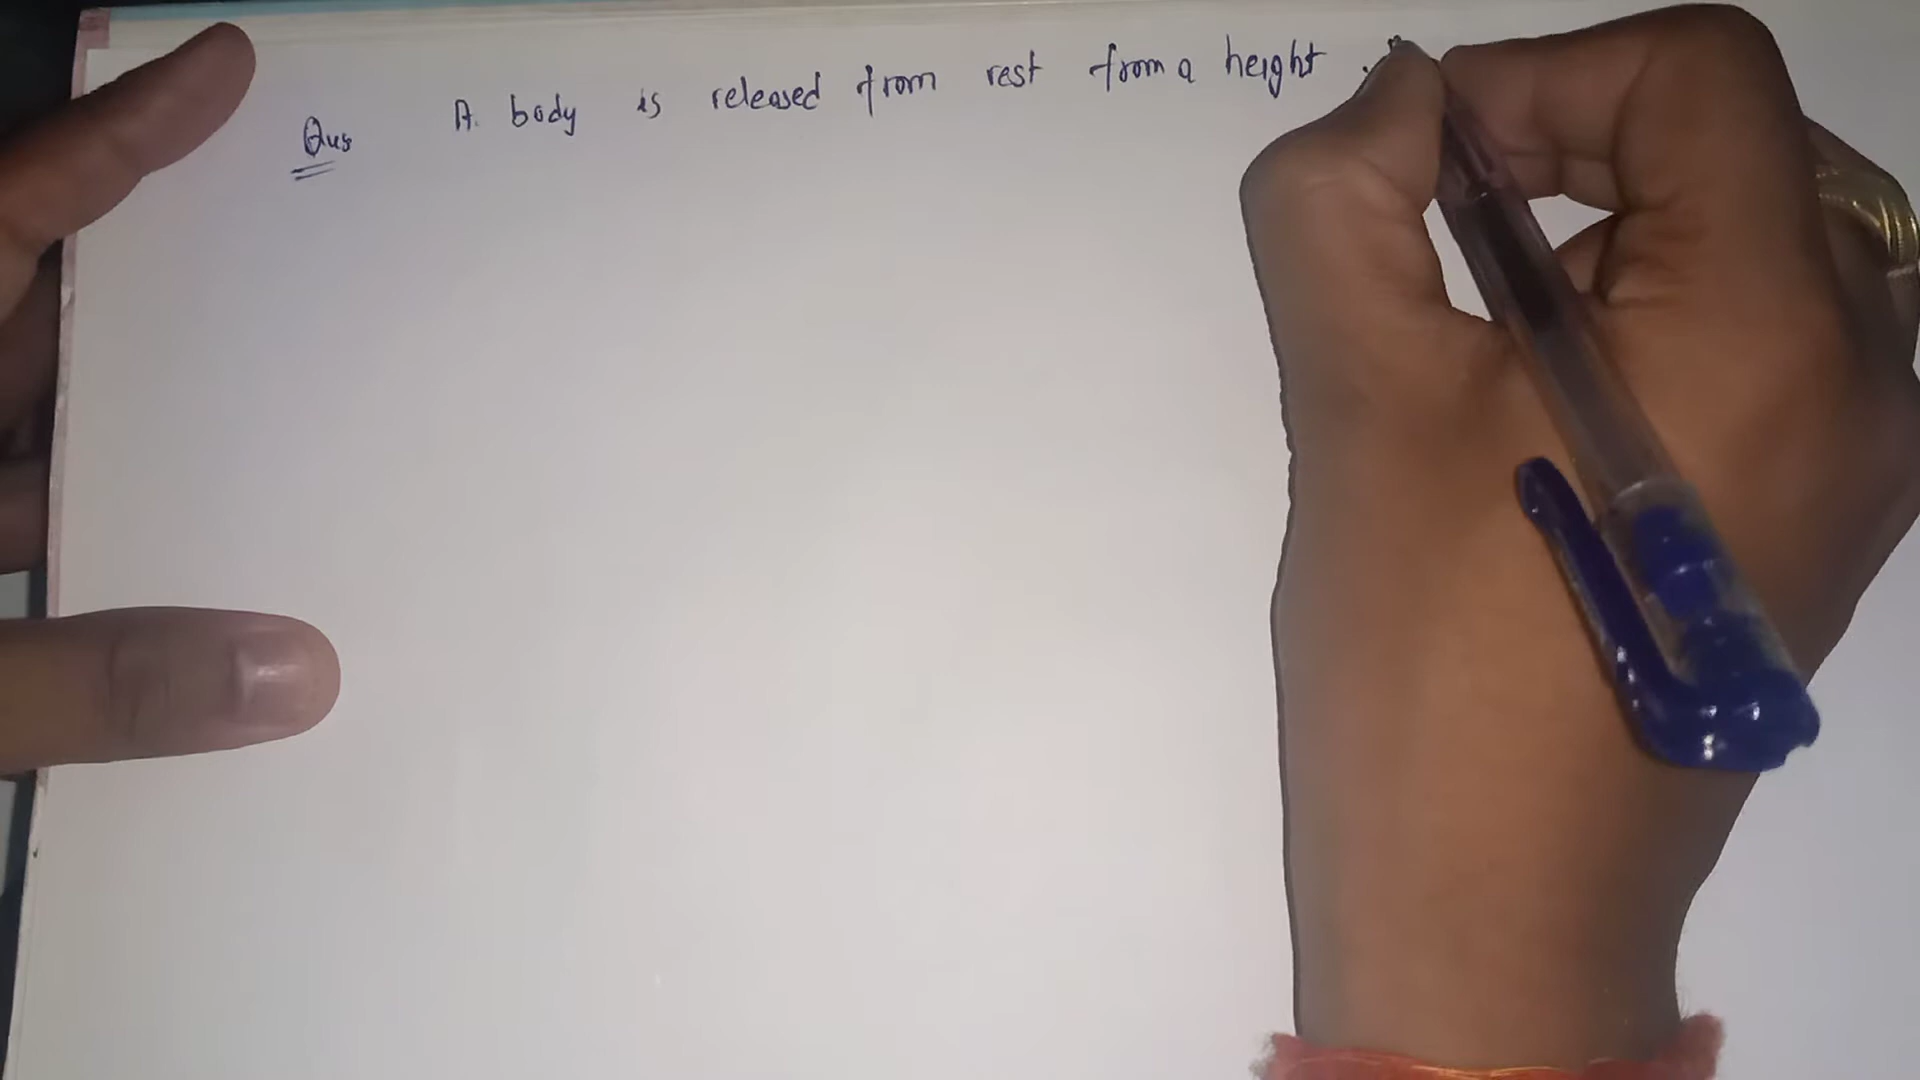 Qus A. body is released from rest from a height